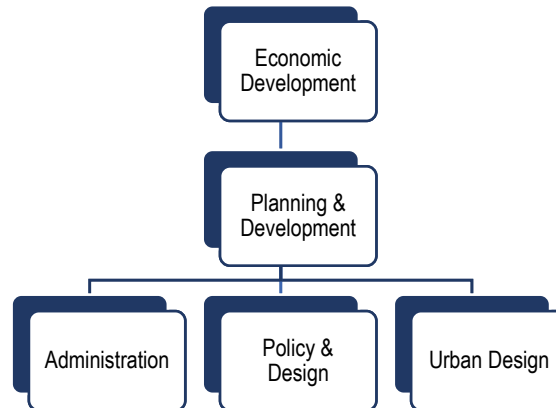 Economic
Development
Planning &
Development
Administration
Policy &
Design
Urban Design